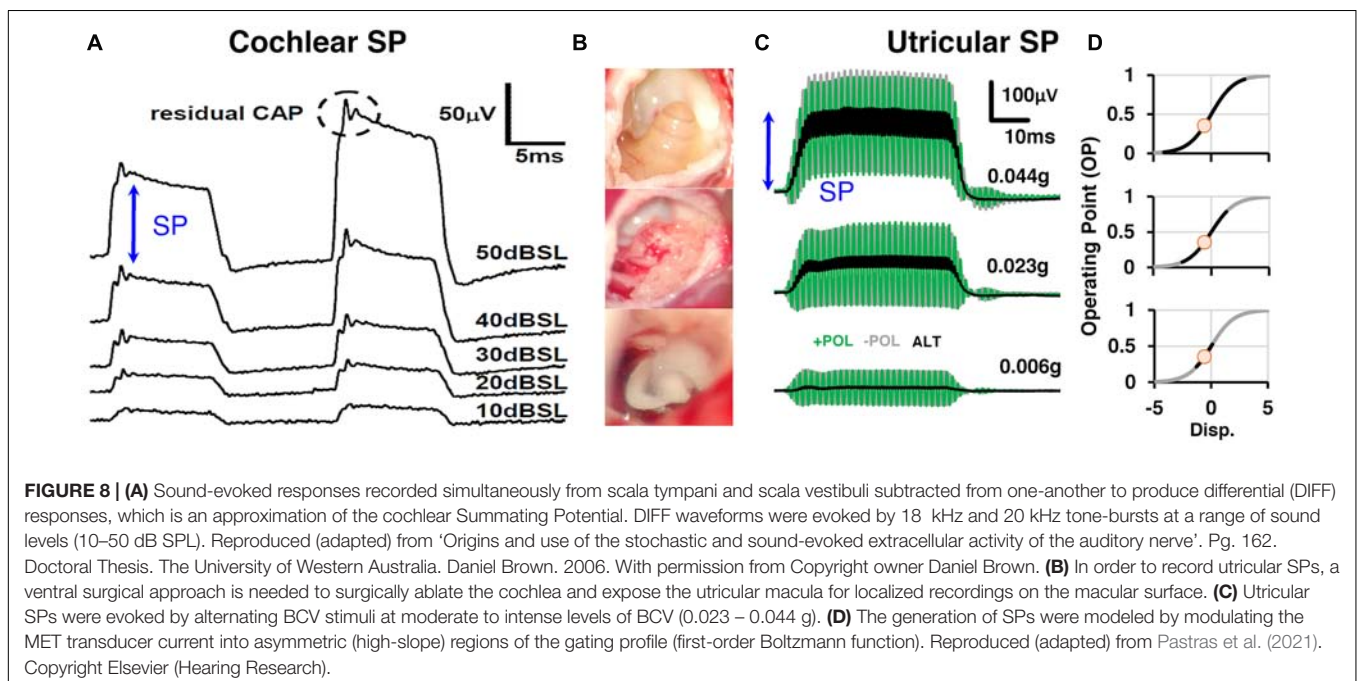 A
Cochlear SP
B
C
Utricular SP
D
residual CAP
50μV
5ms
SP
50dBSL
40dBSL
30dBSL
20dBSL
10dBSL
100μV
10ms
0.044g
SP
0.023g
+POL -POL ALT
0.006g
Operating Point (OP)
1
0.5
0
1
0.5
0
1
0.5
0
-5 0 5
Disp.
FIGURE 8 | (A) Sound-evoked responses recorded simultaneously from scala tympani and scala vestibuli subtracted from one-another to produce differential (DIFF)
responses, which is an approximation of the cochlear Summating Potential. DIFF waveforms were evoked by 18 kHz and 20 kHz tone-bursts at a range of sound
levels (10–50 dB SPL). Reproduced (adapted) from ‘Origins and use of the stochastic and sound-evoked extracellular activity of the auditory nerve’. Pg. 162.
Doctoral Thesis. The University of Western Australia. Daniel Brown. 2006. With permission from Copyright owner Daniel Brown. (B) In order to record utricular SPs, a
ventral surgical approach is needed to surgically ablate the cochlea and expose the utricular macula for localized recordings on the macular surface. (C) Utricular
SPs were evoked by alternating BCV stimuli at moderate to intense levels of BCV (0.023 – 0.044 g). (D) The generation of SPs were modeled by modulating the
MET transducer current into asymmetric (high-slope) regions of the gating profile (first-order Boltzmann function). Reproduced (adapted) from Pastras et al. (2021).
Copyright Elsevier (Hearing Research).